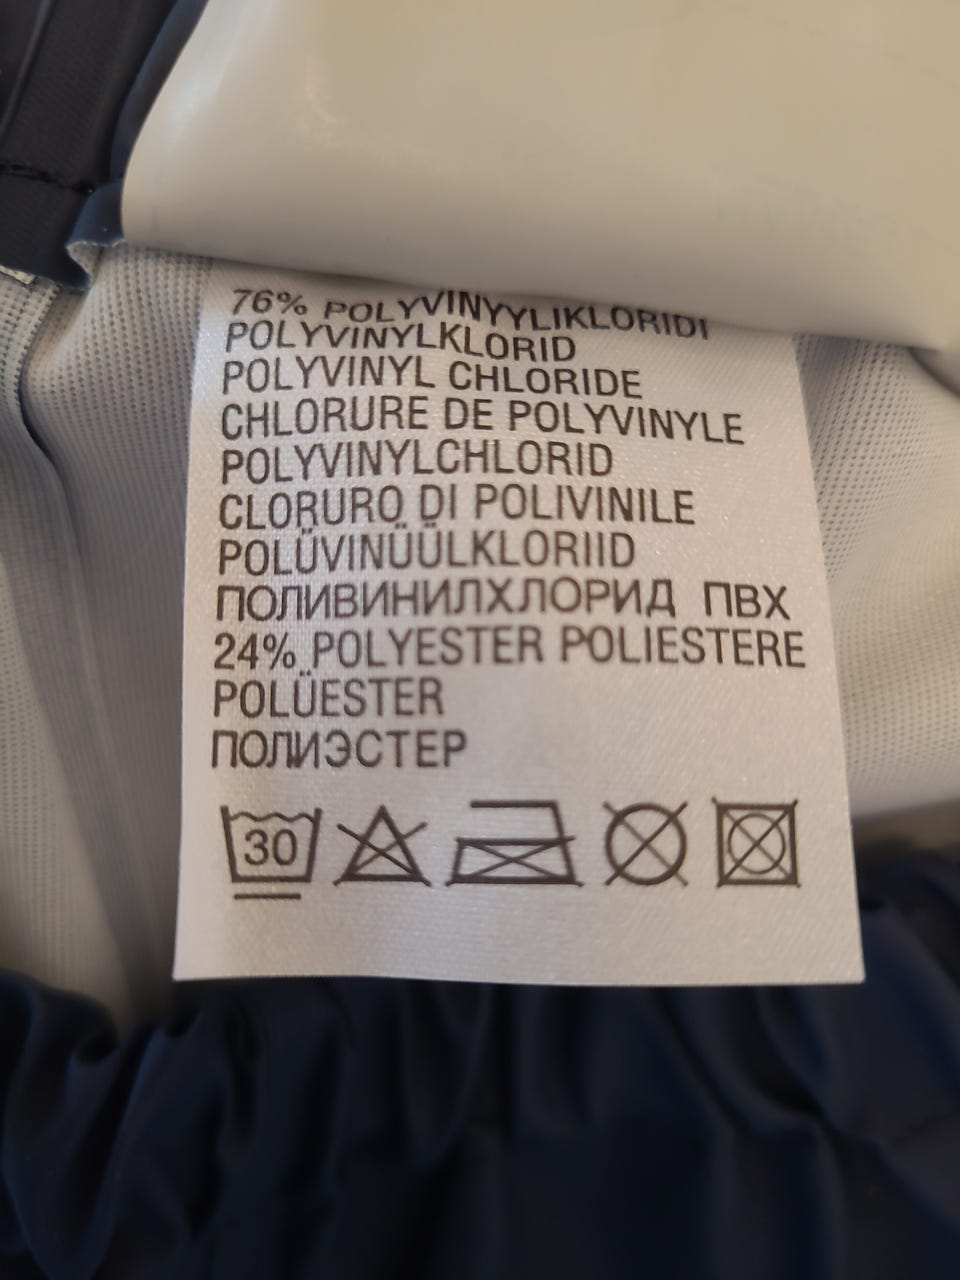 76% POLYVINYYLIKLORIDI
POLYVINYLKLORID
POLYVINYL CHLORIDE
CHLORURE DE POLYVINYLE
POLYVINYLCHLORID
CLORURO DI POLIVINILE
POLÜVINÜÜLKLORIID
ПОЛИВИНИЛХЛОРИД ПВХ
24% POLYESTER POLIESTERE
POLÜESTER
ПОЛИЭСТЕР
30